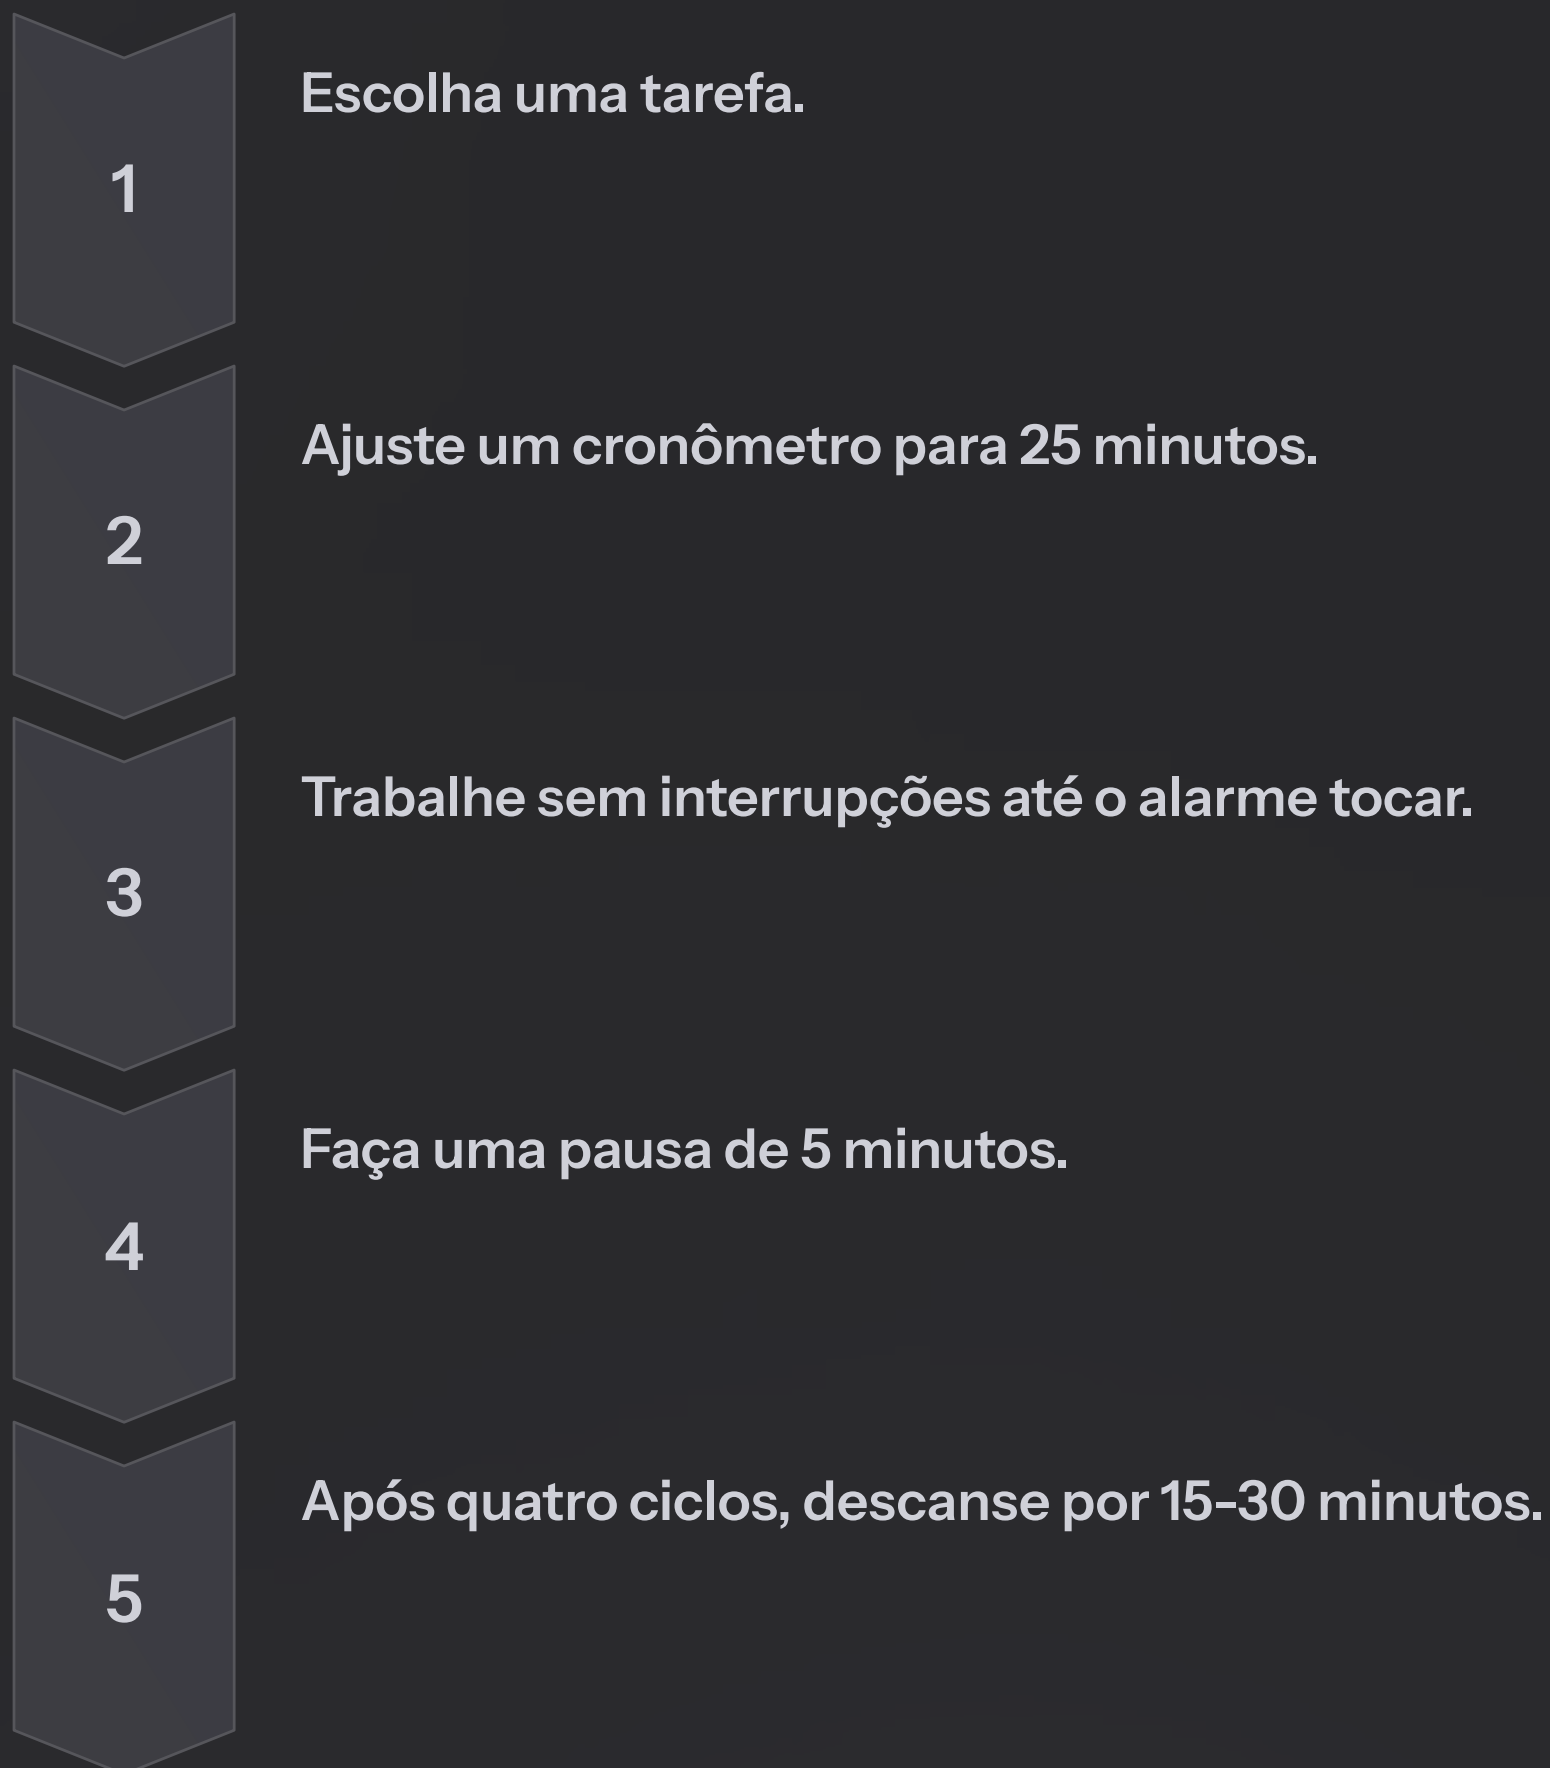 Escolha uma tarefa.
1
Ajuste um cronômetro para 25 minutos.
2
Trabalhe sem interrupções até o alarme tocar.
3
Faça uma pausa de 5 minutos.
4
Após quatro ciclos, descanse por 15-30 minutos.
5